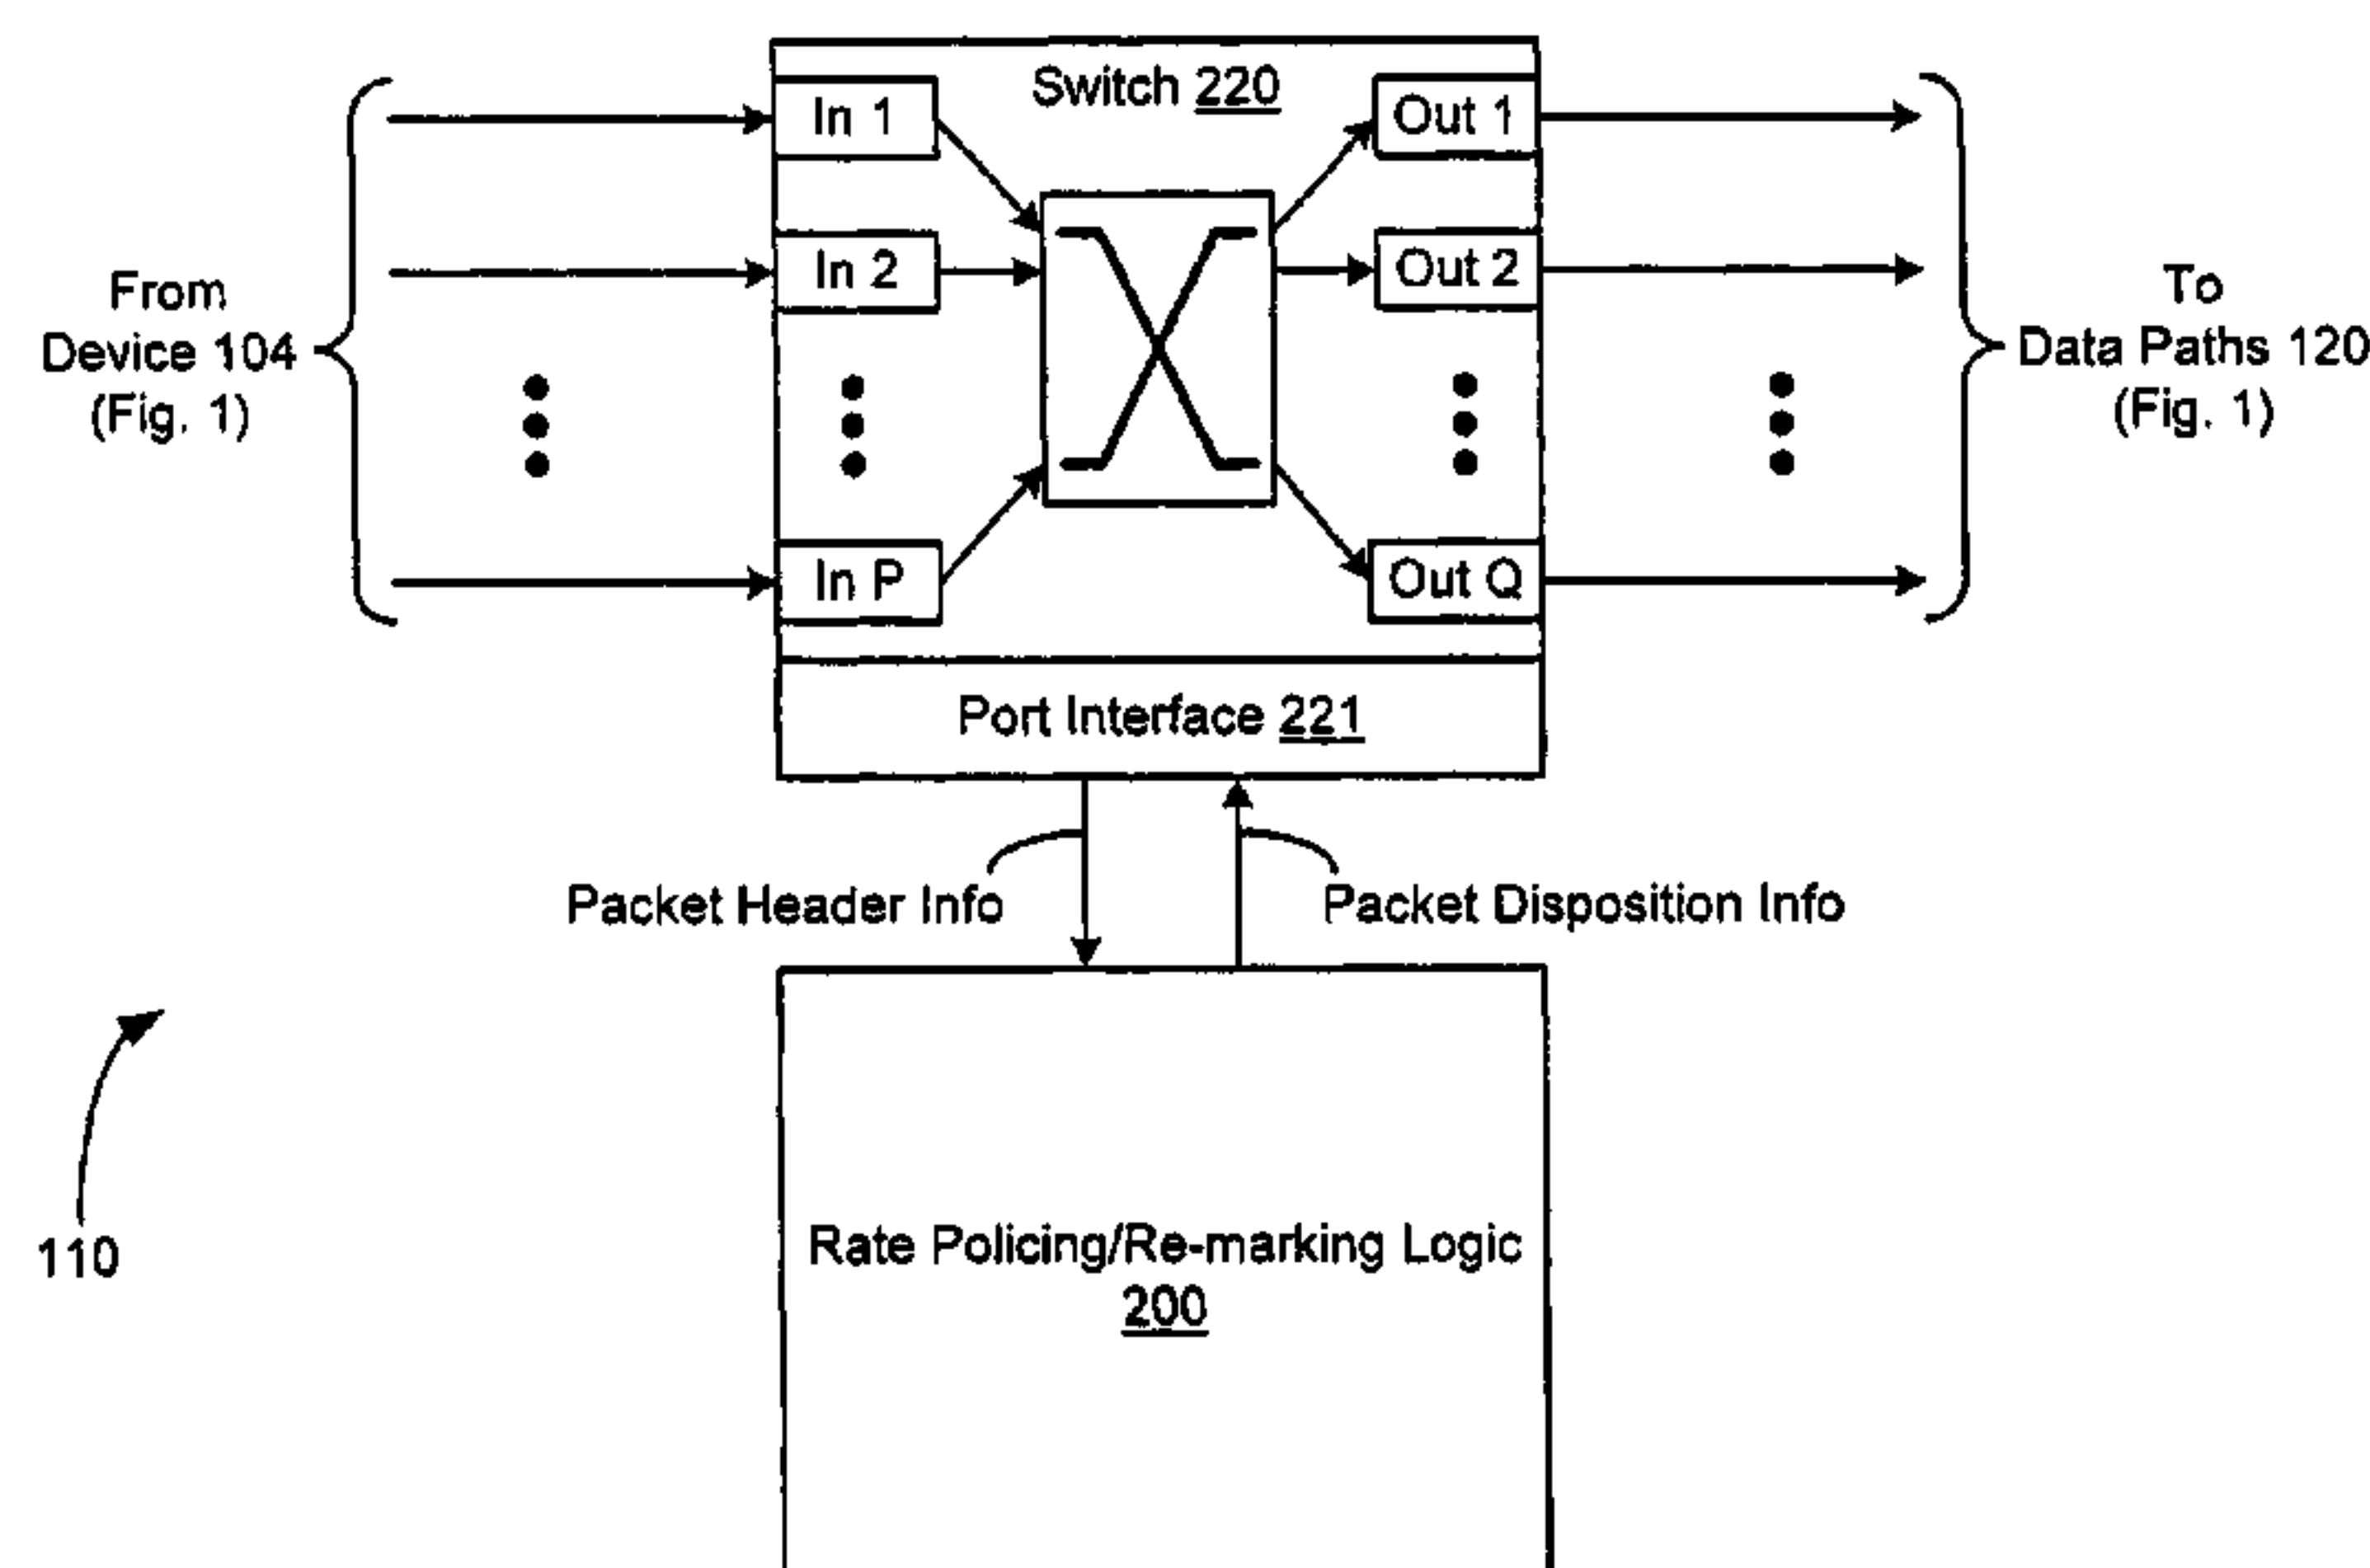 Switch 220
In 1
Out 1
In 2
Out 2
From
Device 104
(Fig. 1)
To
Data Paths 120
(Fig. 1)
In P
Out Q
Port Interface 221
Packet Header Info
Packet Disposition Info
110
Rate Policing/Re-marking Logic
200